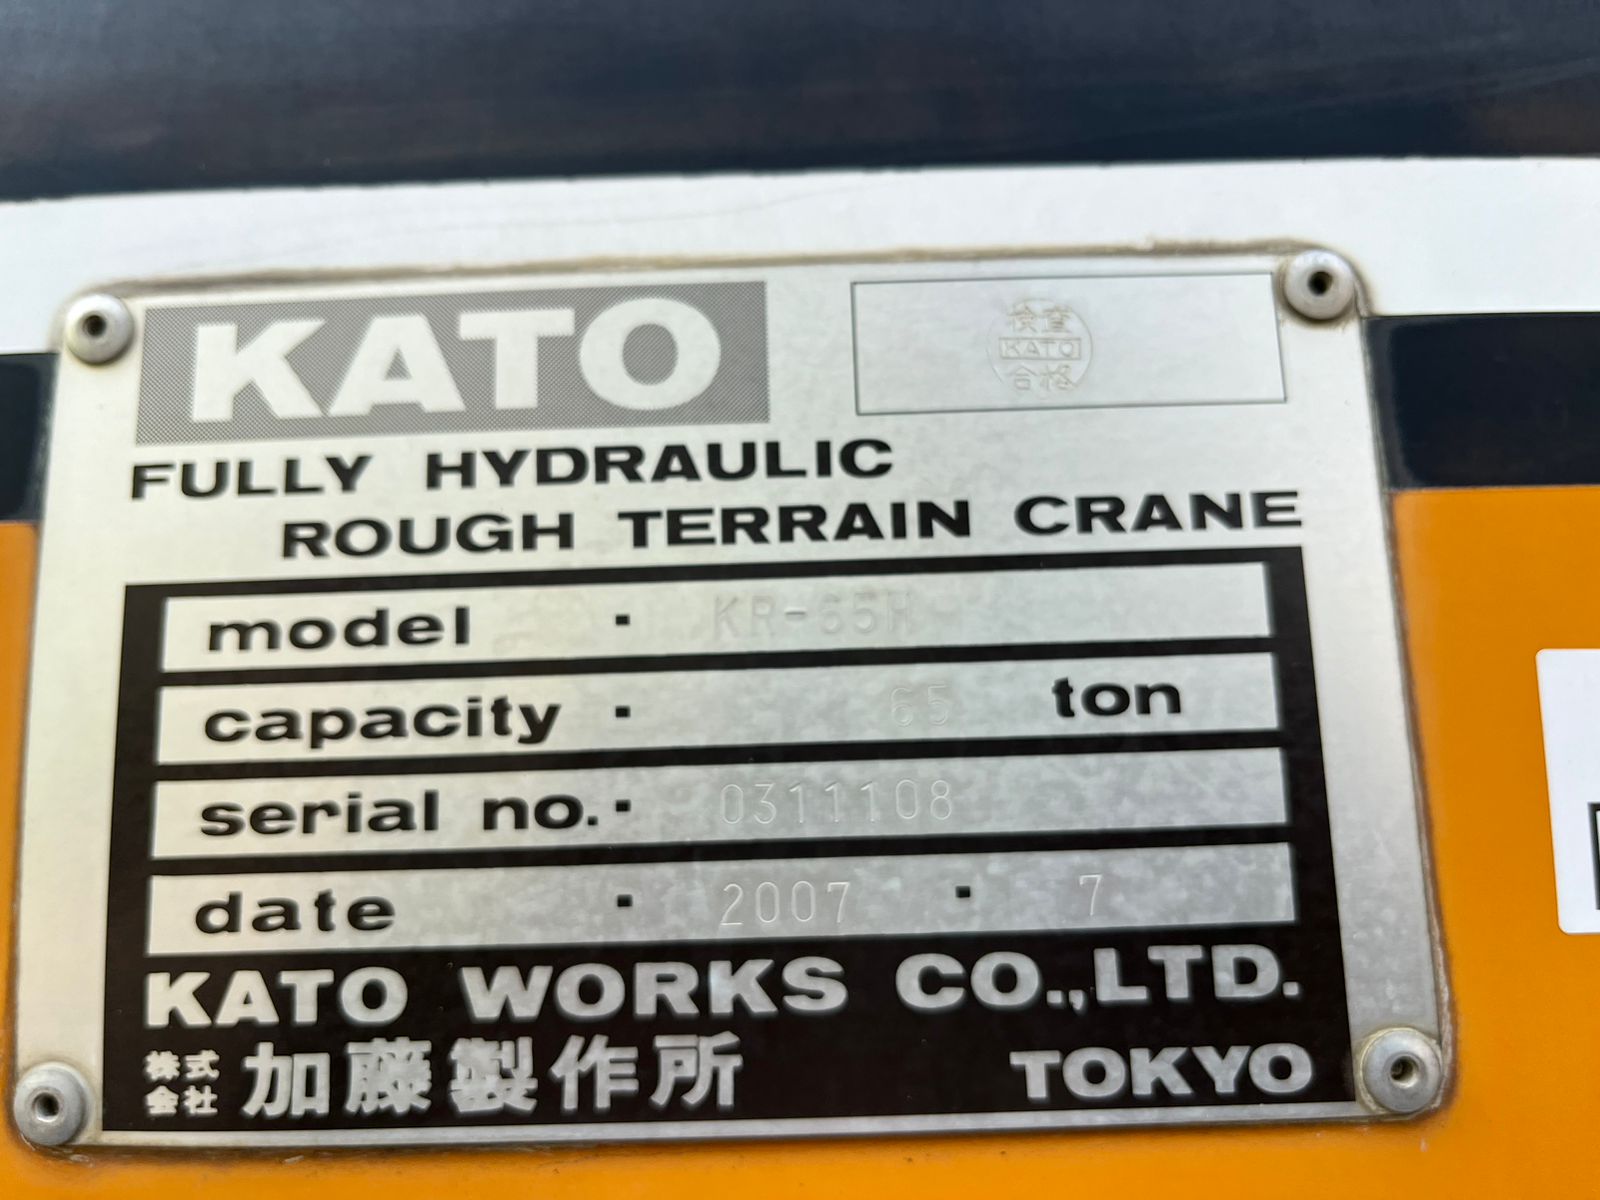 KATO
検査
KATO
合格
FULLY HYDRAULIC
ROUGH TERRAIN CRANE
model · KR-65H
capacity · 65 ton
serial no. · 0311108
date · 2007 · 7
KATO WORKS CO.,LTD.
株式会社 加藤製作所 TOKYO